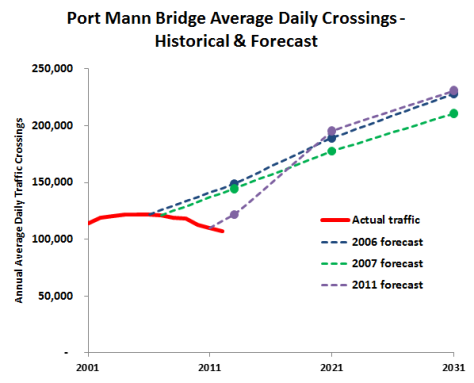 Port Mann Bridge Average Daily Crossings -
Historical & Forecast
Annual Average Daily Traffic Crossings
250,000
200,000
150,000
100,000
50,000
-
Actual traffic
2006 forecast
2007 forecast
2011 forecast
2001
2011
2021
2031